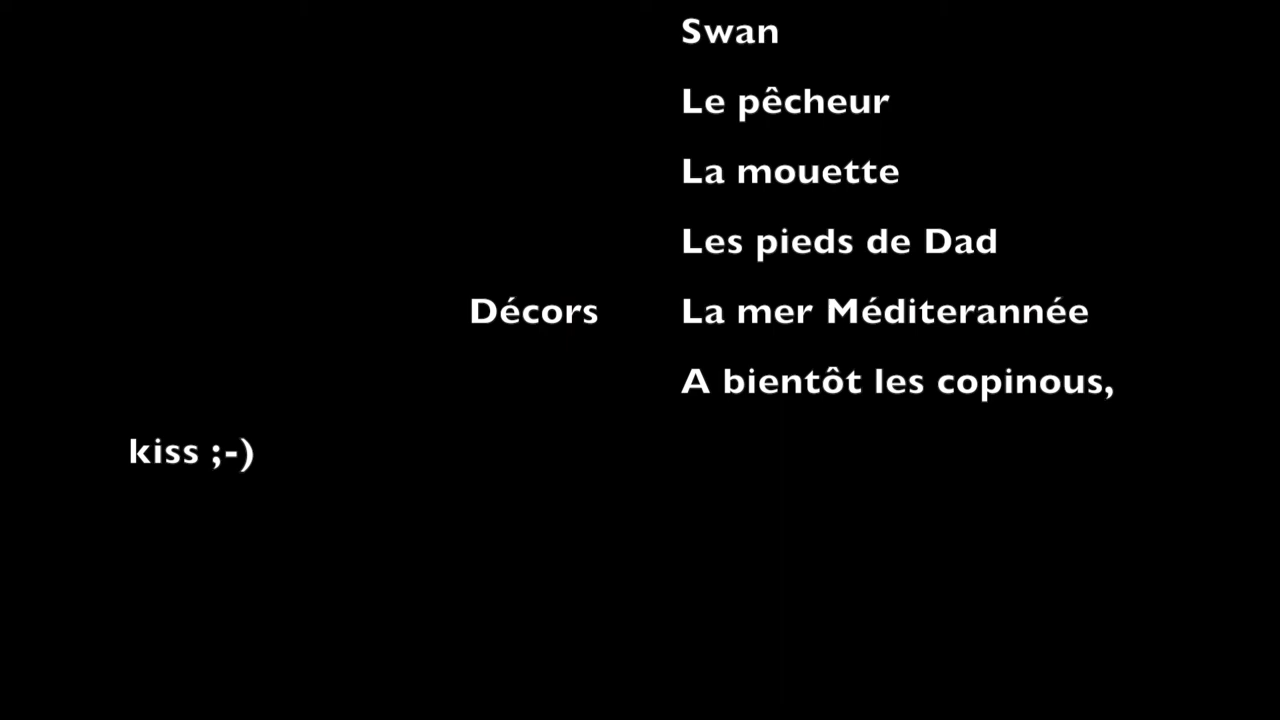 Swan
Le pêcheur
La mouette
Les pieds de Dad
Décors La mer Méditerannée
A bientôt les copinous,
kiss ;-)